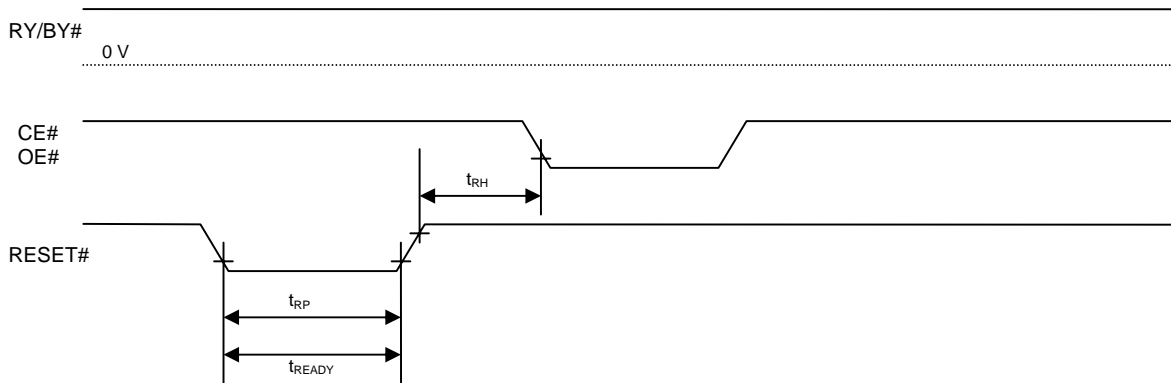 RY/BY#
0 V
CE#
OE#
tRH
RESET#
tRP
tREADY